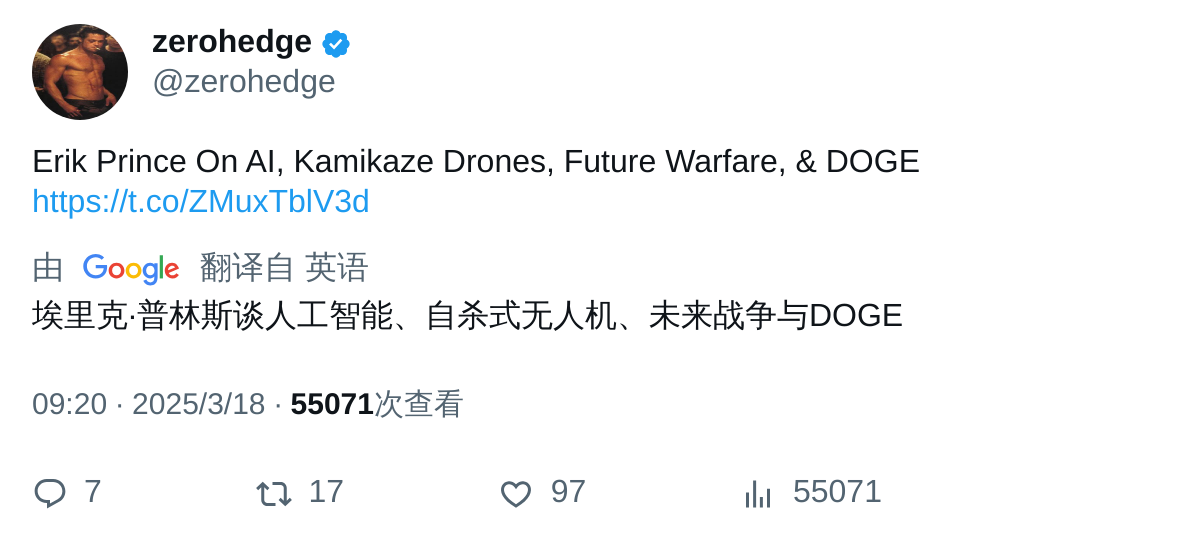 zerohedge
@zerohedge
Erik Prince On AI, Kamikaze Drones, Future Warfare, & DOGE
https://t.co/ZMuxTblV3d
由 Google 翻译自 英语
埃里克·普林斯谈人工智能、自杀式无人机、未来战争与DOGE
09:20 · 2025/3/18 · 55071次查看
7 17 97 55071